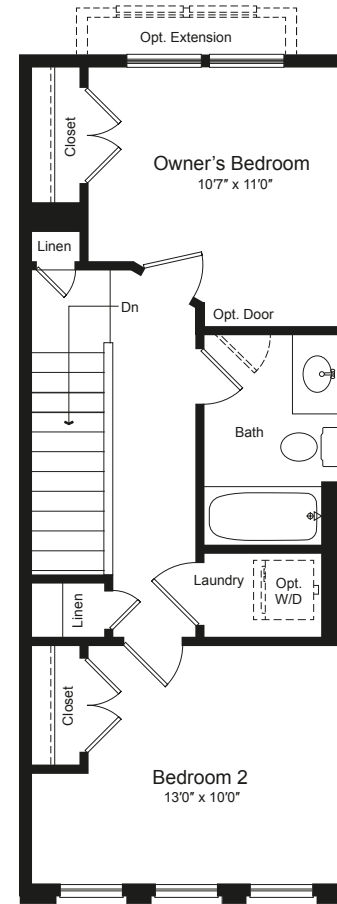 Opt. Extension
Closet
Owner's Bedroom
10'7" x 11'0"
Linen
Dn
Opt. Door
Bath
Laundry
Opt.
W/D
Linen
Closet
Bedroom 2
13'0" x 10'0"